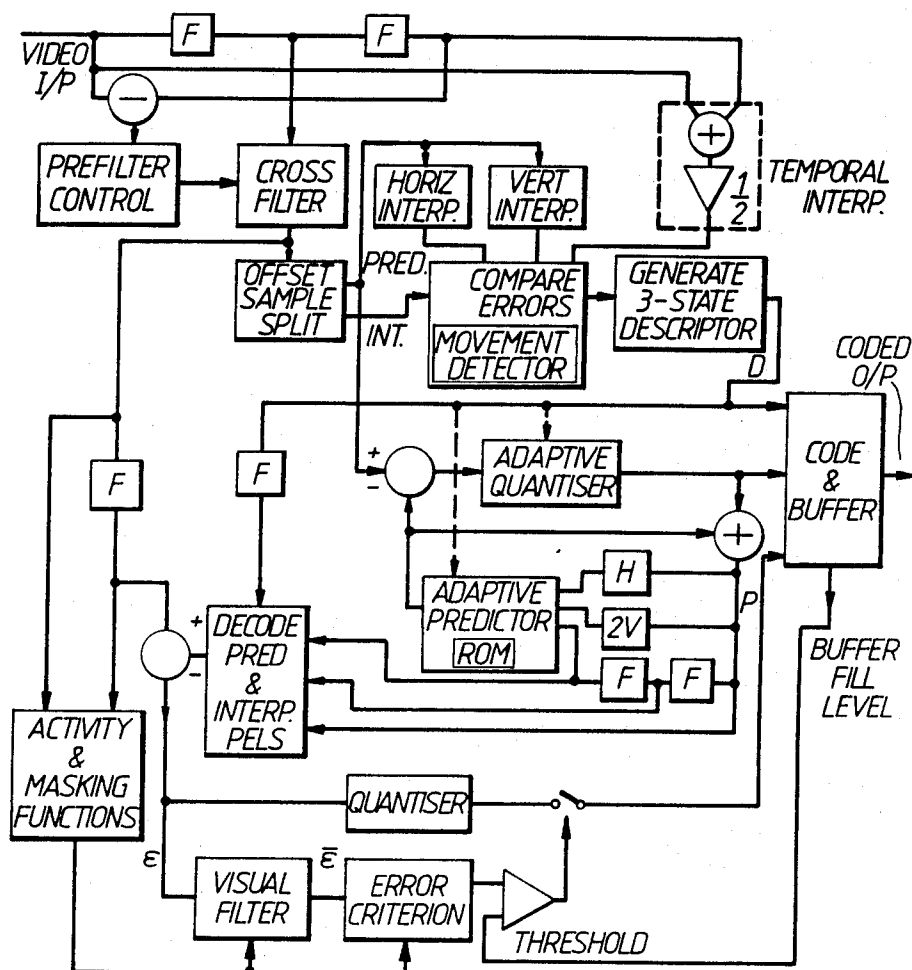 F
F
VIDEO
I/P
−
+
PREFILTER
CONTROL
CROSS
FILTER
HORIZ
INTERP.
VERT
INTERP.
1/2
TEMPORAL
INTERP.
PRED.
OFFSET
SAMPLE
SPLIT
INT.
COMPARE
ERRORS
MOVEMENT
DETECTOR
GENERATE
3-STATE
DESCRIPTOR
D
CODED
O/P
F
F
+
-
ADAPTIVE
QUANTISER
CODE
&
BUFFER
+
H
P
ADAPTIVE
PREDICTOR
ROM
2V
F
F
+
-
DECODE
PRED
&
INTERP.
PELS
BUFFER
FILL
LEVEL
ACTIVITY
&
MASKING
FUNCTIONS
QUANTISER
ε
VISUAL
FILTER
ε̅
ERROR
CRITERION
THRESHOLD